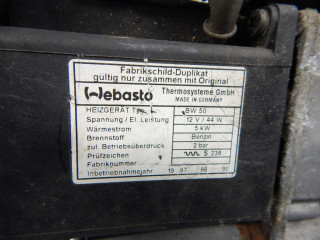 Fabrikschild-Duplikat
gültig nur zusammen mit Original
Webasto Thermosysteme GmbH
MADE IN GERMANY
HEIZGERÄT BW 50
Spannung / El. Leistung 12 V / 44 W
Wärmestrom 5 kW
Brennstoff Benzin
zul. Betriebsüberdruck 2 bar
Prüfzeichen S 238
Fabriknummer
Inbetriebnahmejahr 19 97 98